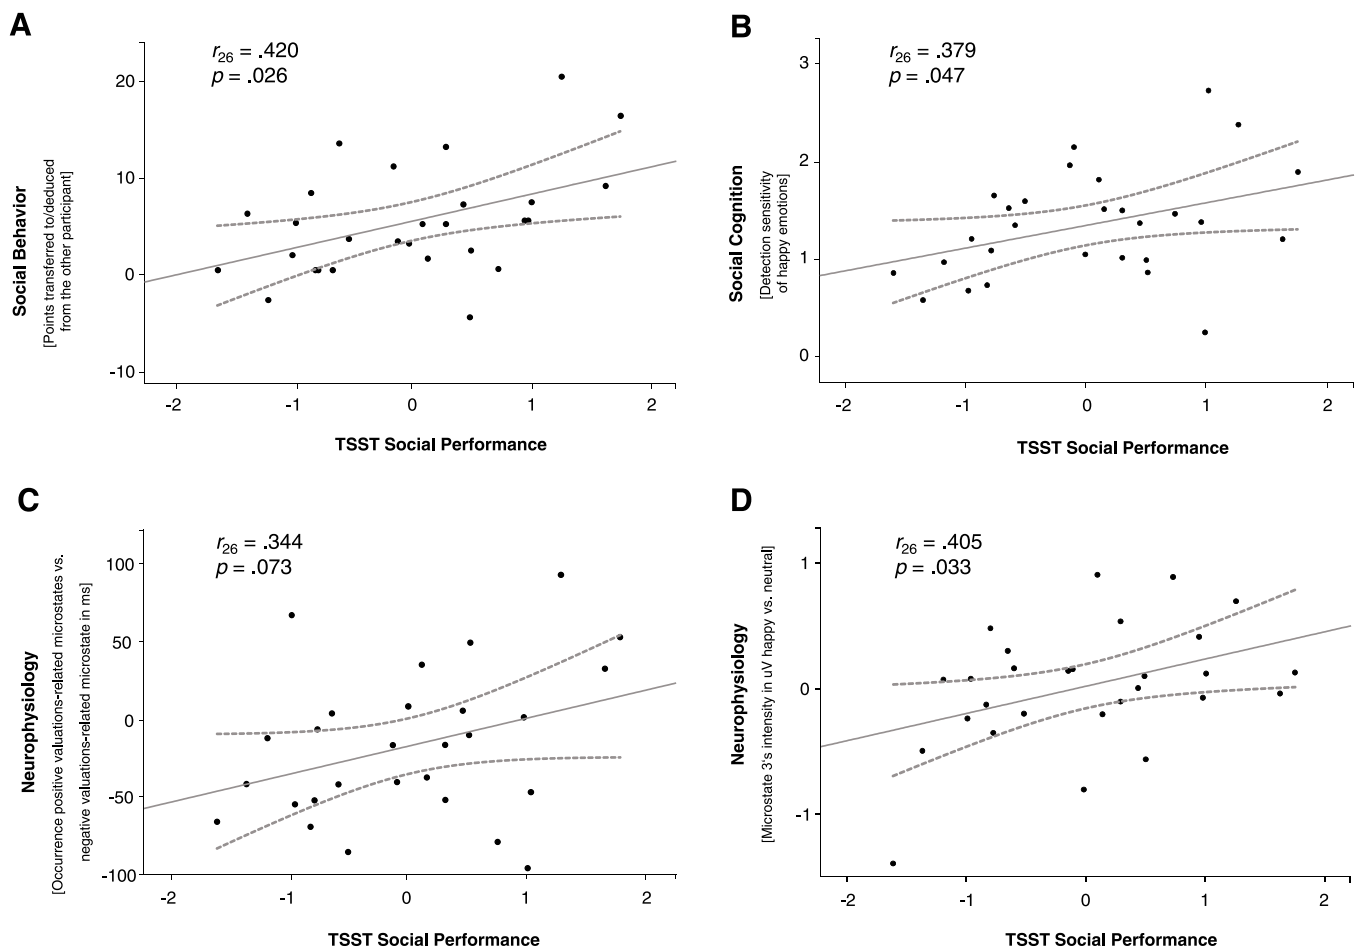 A
r26 = .420
p = .026
20
10
0
-10
Social Behavior
[Points transferred to/deduced
from the other participant]
-2 -1 0 1 2
TSST Social Performance
B
r26 = .379
p = .047
3
2
1
0
Social Cognition
[Detection sensitivity
of happy emotions]
-2 -1 0 1 2
TSST Social Performance
C
r26 = .344
p = .073
100
50
0
-50
-100
Neurophysiology
[Occurrence positive valuations-related microstates vs.
negative valuations-related microstate in ms]
-2 -1 0 1 2
TSST Social Performance
D
r26 = .405
p = .033
1
0
-1
Neurophysiology
[Microstate 3's intensity in uV happy vs. neutral]
-2 -1 0 1 2
TSST Social Performance